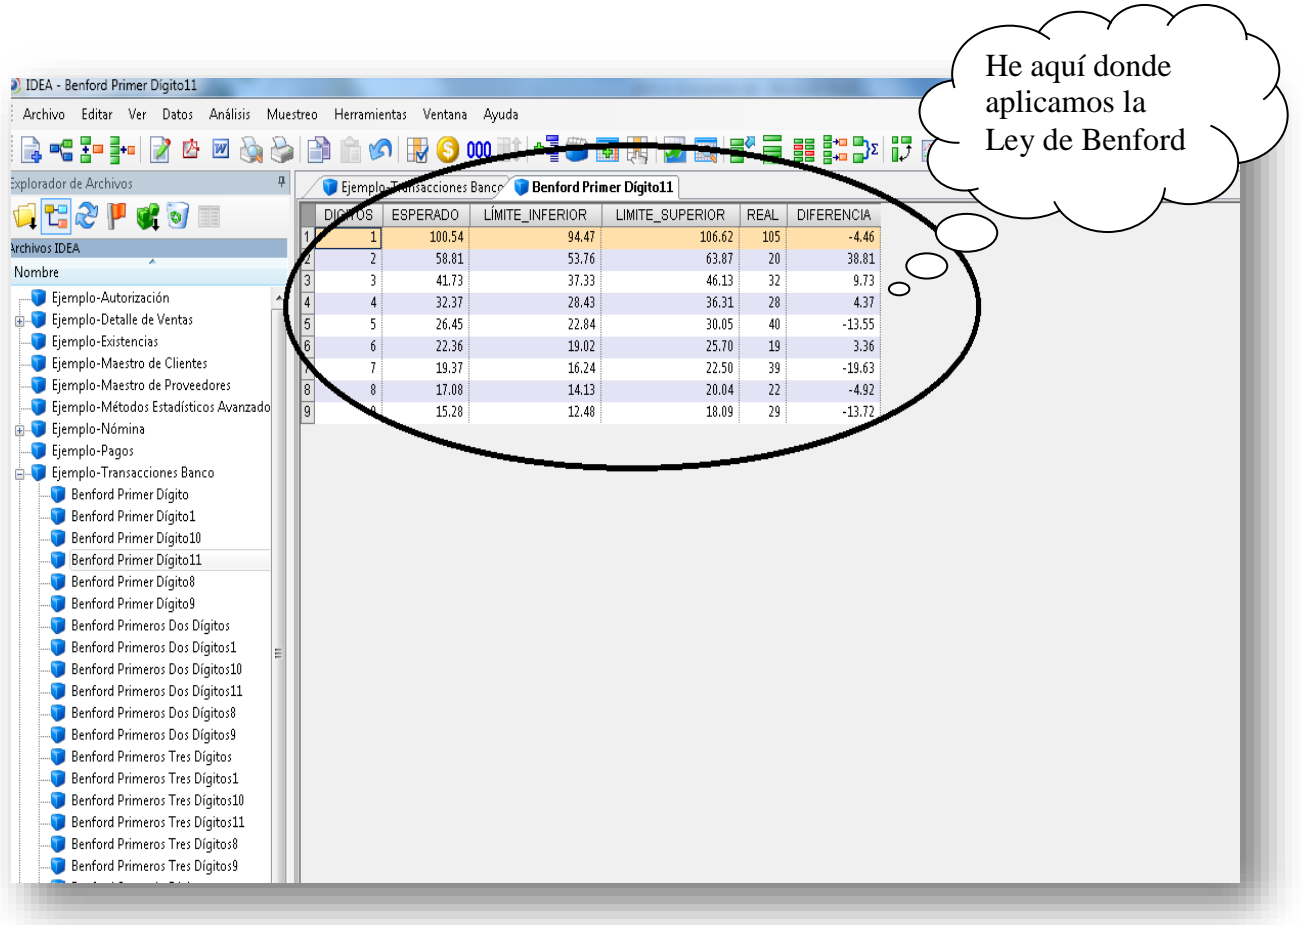 He aquí donde
aplicamos la
Ley de Benford
IDEA - Benford Primer Dígito11
Archivo Editar Ver Datos Análisis Muestreo Herramientas Ventana Ayuda
Explorador de Archivos
Archivos IDEA
Nombre
Ejemplo-Autorización
Ejemplo-Detalle de Ventas
Ejemplo-Existencias
Ejemplo-Maestro de Clientes
Ejemplo-Maestro de Proveedores
Ejemplo-Métodos Estadísticos Avanzado
Ejemplo-Nómina
Ejemplo-Pagos
Ejemplo-Transacciones Banco
Benford Primer Dígito
Benford Primer Dígito1
Benford Primer Dígito10
Benford Primer Dígito11
Benford Primer Dígito8
Benford Primer Dígito9
Benford Primeros Dos Dígitos
Benford Primeros Dos Dígitos1
Benford Primeros Dos Dígitos10
Benford Primeros Dos Dígitos11
Benford Primeros Dos Dígitos8
Benford Primeros Dos Dígitos9
Benford Primeros Tres Dígitos
Benford Primeros Tres Dígitos1
Benford Primeros Tres Dígitos10
Benford Primeros Tres Dígitos11
Benford Primeros Tres Dígitos8
Benford Primeros Tres Dígitos9
Ejemplo-Transacciones Banco Benford Primer Dígito11
DIGITOS ESPERADO LÍMITE_INFERIOR LIMITE_SUPERIOR REAL DIFERENCIA
1 1 100.54 94.47 106.62 105 -4.46
2 2 58.81 53.76 63.87 20 38.81
3 3 41.73 37.33 46.13 32 9.73
4 4 32.37 28.43 36.31 28 4.37
5 5 26.45 22.84 30.05 40 -13.55
6 6 22.36 19.02 25.70 19 3.36
7 7 19.37 16.24 22.50 39 -19.63
8 8 17.08 14.13 20.04 22 -4.92
9 9 15.28 12.48 18.09 29 -13.72